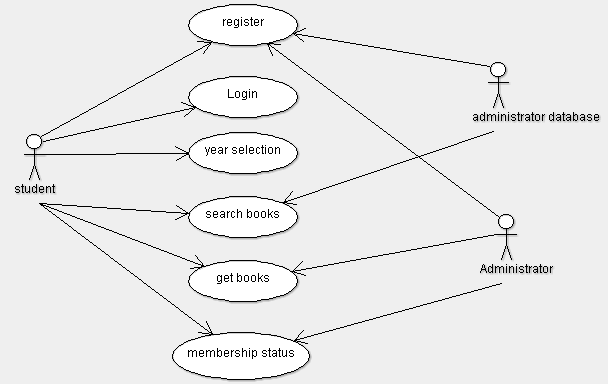 register
Login
administrator database
year selection
student
search books
Administrator
get books
membership status